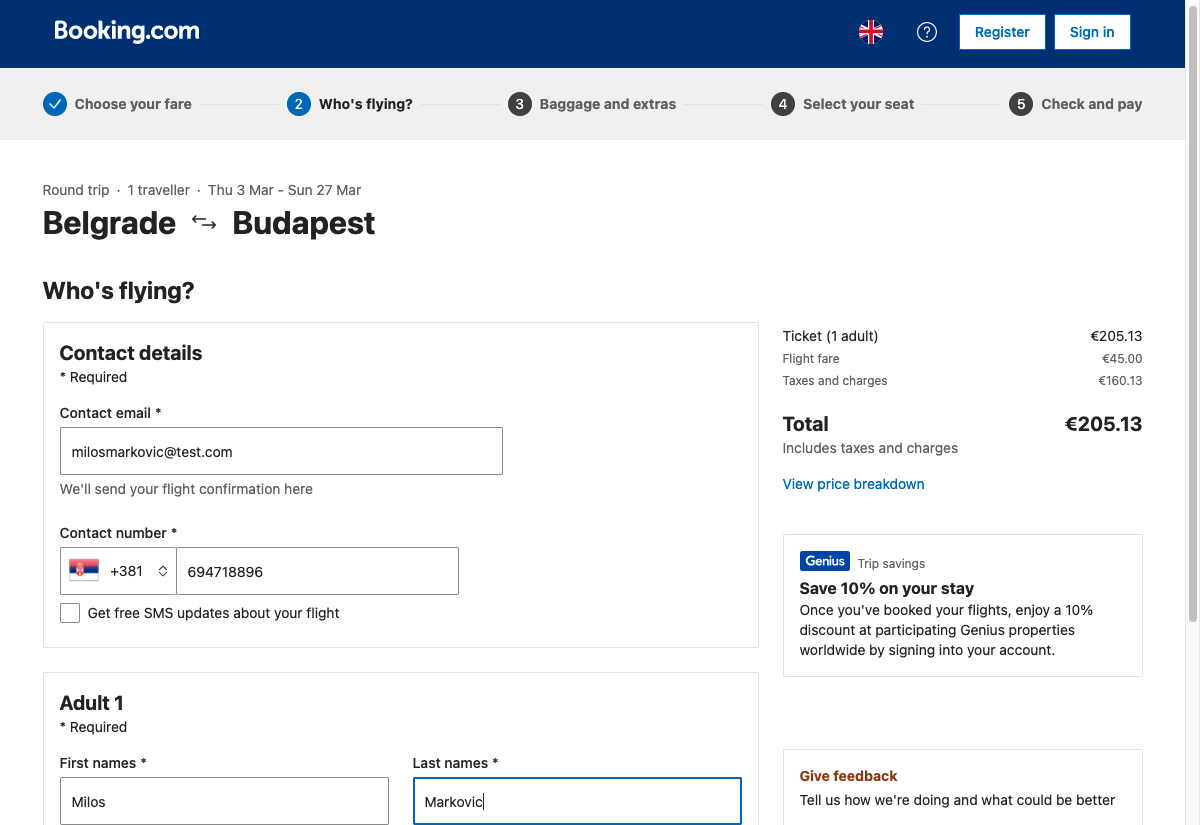 Booking.com
Register
Sign in
Choose your fare
2 Who's flying?
3 Baggage and extras
4 Select your seat
5 Check and pay
Round trip · 1 traveller · Thu 3 Mar - Sun 27 Mar
Belgrade Budapest
Who's flying?
Contact details
* Required
Contact email *
milosmarkovic@test.com
We'll send your flight confirmation here
Contact number *
+381 694718896
Get free SMS updates about your flight
Adult 1
* Required
First names * Last names *
Milos Markovic
Ticket (1 adult) €205.13
Flight fare €45.00
Taxes and charges €160.13
Total €205.13
Includes taxes and charges
View price breakdown
Genius Trip savings
Save 10% on your stay
Once you've booked your flights, enjoy a 10%
discount at participating Genius properties
worldwide by signing into your account.
Give feedback
Tell us how we're doing and what could be better